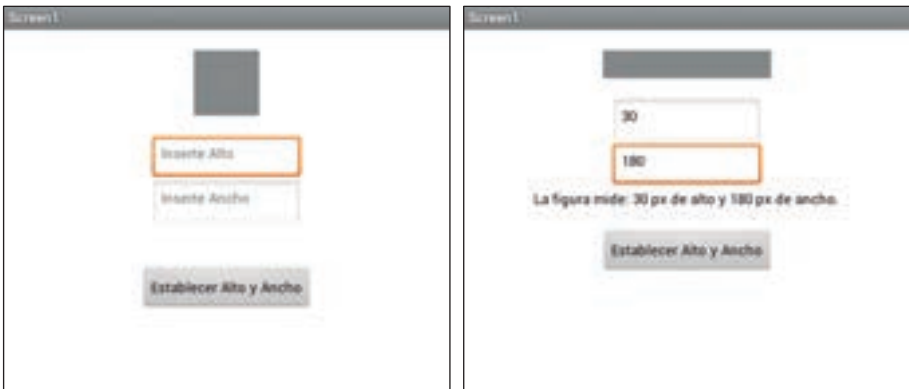 Screen1
Inserte Alto
Inserte Ancho
Establecer Alto y Ancho
Screen1
30
180
La figura mide: 30 px de alto y 180 px de ancho.
Establecer Alto y Ancho